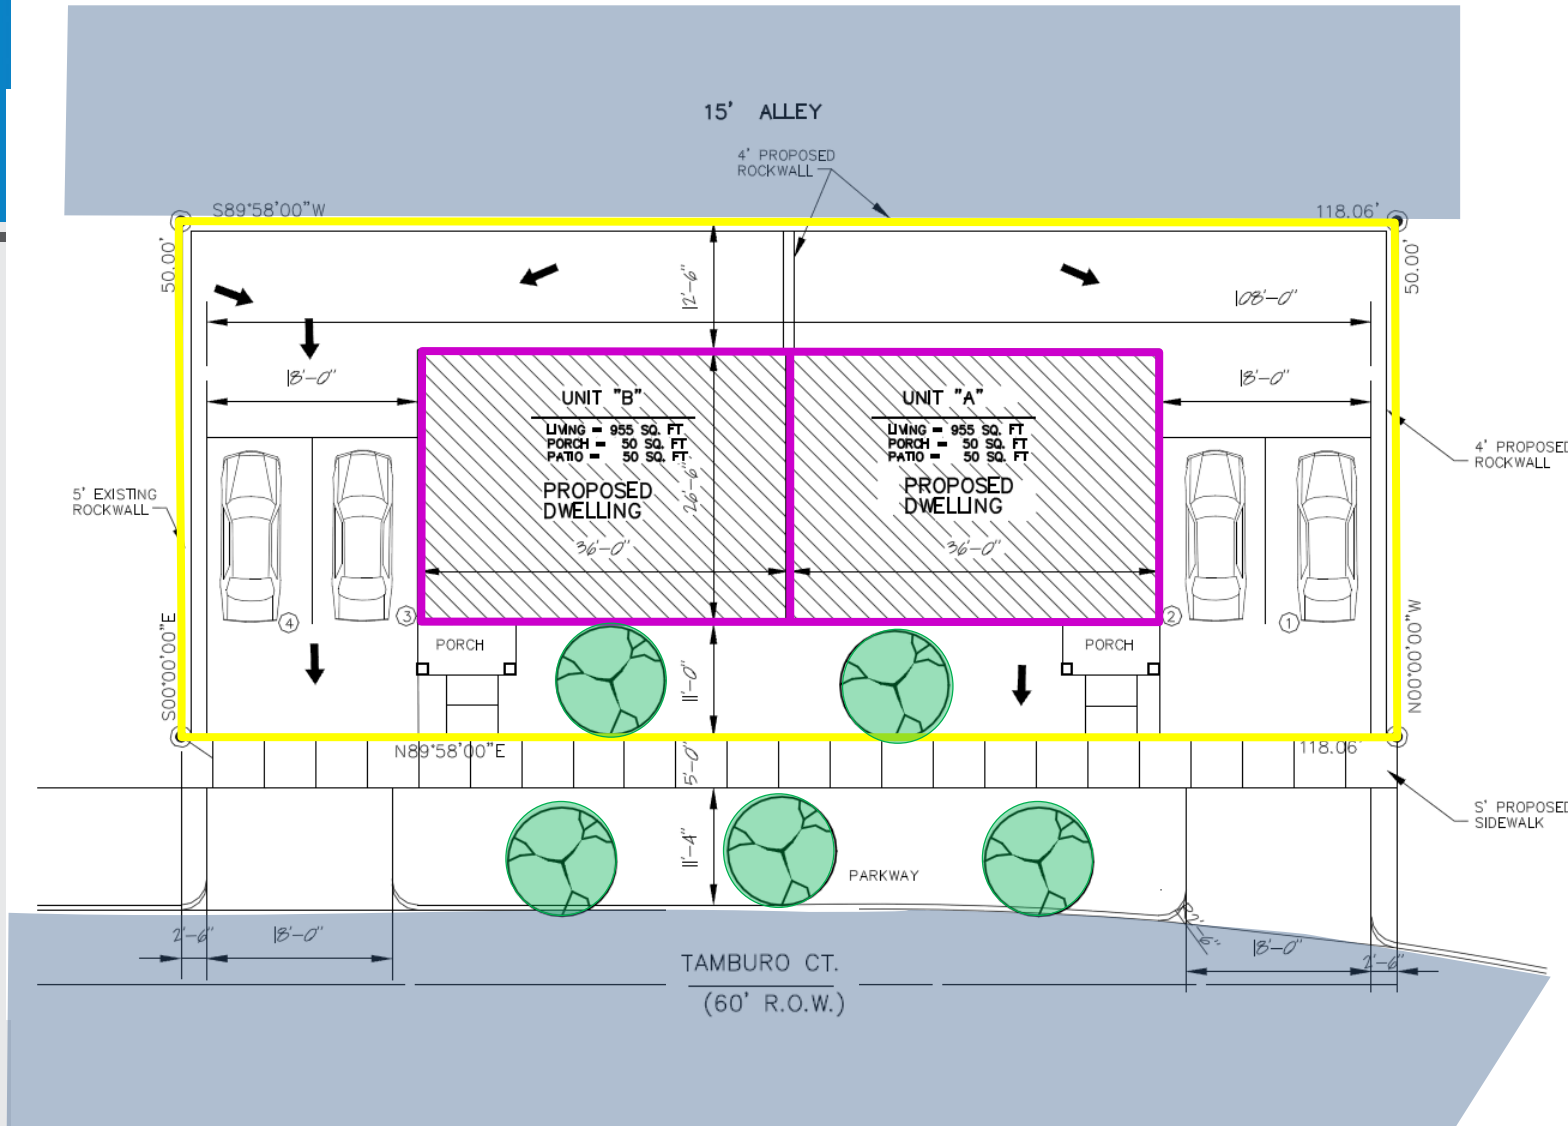 15' ALLEY
4' PROPOSED
ROCKWALL
S89°58'00"W
118.06'
50.00'
50.00'
12'-6"
108'-0"
18'-0"
18'-0"
UNIT "B"
LIVING = 955 SQ. FT
PORCH = 50 SQ. FT
PATIO = 50 SQ. FT
PROPOSED
DWELLING
36'-0"
26'-6"
UNIT "A"
LIVING = 955 SQ. FT
PORCH = 50 SQ. FT
PATIO = 50 SQ. FT
PROPOSED
DWELLING
36'-0"
4' PROPOSED
ROCKWALL
5' EXISTING
ROCKWALL
4
3
2
1
PORCH
PORCH
11'-0"
S00°00'00"E
N00°00'00"W
N89°58'00"E
118.06'
5'-0"
S' PROPOSED
SIDEWALK
11'-4"
PARKWAY
2'-6"
18'-0"
TAMBURO CT.
(60' R.O.W.)
18'-0"
2'-6"